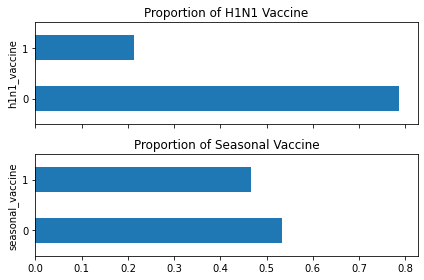 Proportion of H1N1 Vaccine
h1n1_vaccine
1
0
Proportion of Seasonal Vaccine
seasonal_vaccine
1
0
0.0 0.1 0.2 0.3 0.4 0.5 0.6 0.7 0.8